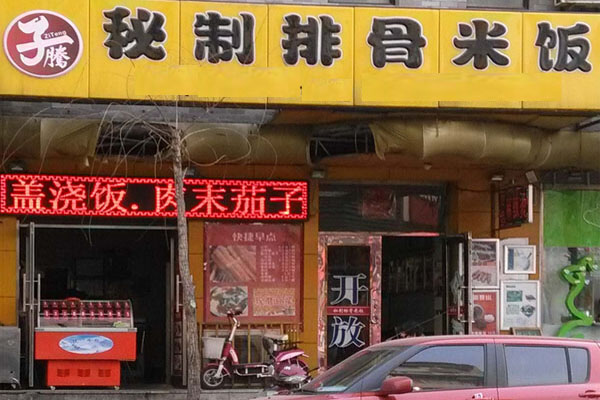 子腾
ZiTeng
秘制排骨米饭
盖浇饭.肉末茄子
快捷早点
开放